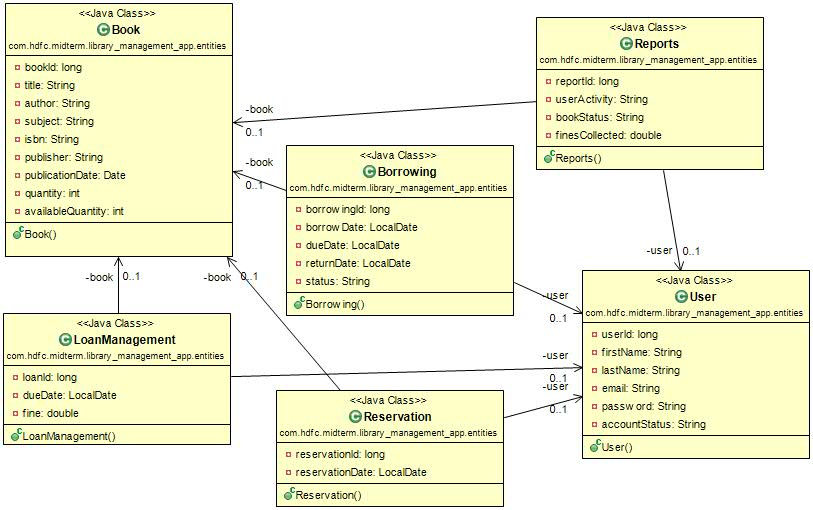 <<Java Class>>
Book
com.hdfc.midterm.library_management_app.entities
bookId: long
title: String
author: String
subject: String
isbn: String
publisher: String
publicationDate: Date
quantity: int
availableQuantity: int
Book()
<<Java Class>>
Reports
com.hdfc.midterm.library_management_app.entities
reportId: long
userActivity: String
bookStatus: String
finesCollected: double
Reports()
-book
0..1
-book
0..1
<<Java Class>>
Borrowing
com.hdfc.midterm.library_management_app.entities
borrowingId: long
borrowDate: LocalDate
dueDate: LocalDate
returnDate: LocalDate
status: String
Borrowing()
-user 0..1
-book 0..1
-book 0..1
-user
0..1
<<Java Class>>
User
com.hdfc.midterm.library_management_app.entities
userId: long
firstName: String
lastName: String
email: String
password: String
accountStatus: String
User()
<<Java Class>>
LoanManagement
com.hdfc.midterm.library_management_app.entities
loanId: long
dueDate: LocalDate
fine: double
LoanManagement()
-user
0..1
-user
0..1
<<Java Class>>
Reservation
com.hdfc.midterm.library_management_app.entities
reservationId: long
reservationDate: LocalDate
Reservation()